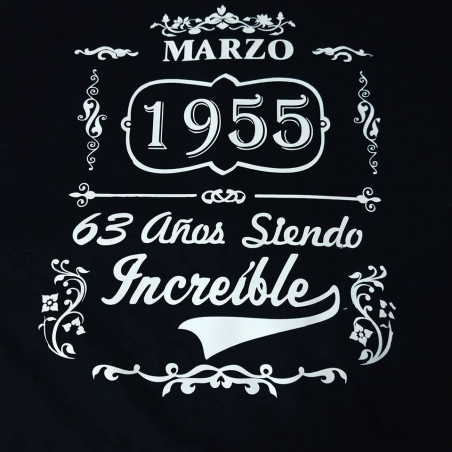 MARZO
1955
63 Años Siendo
Increíble